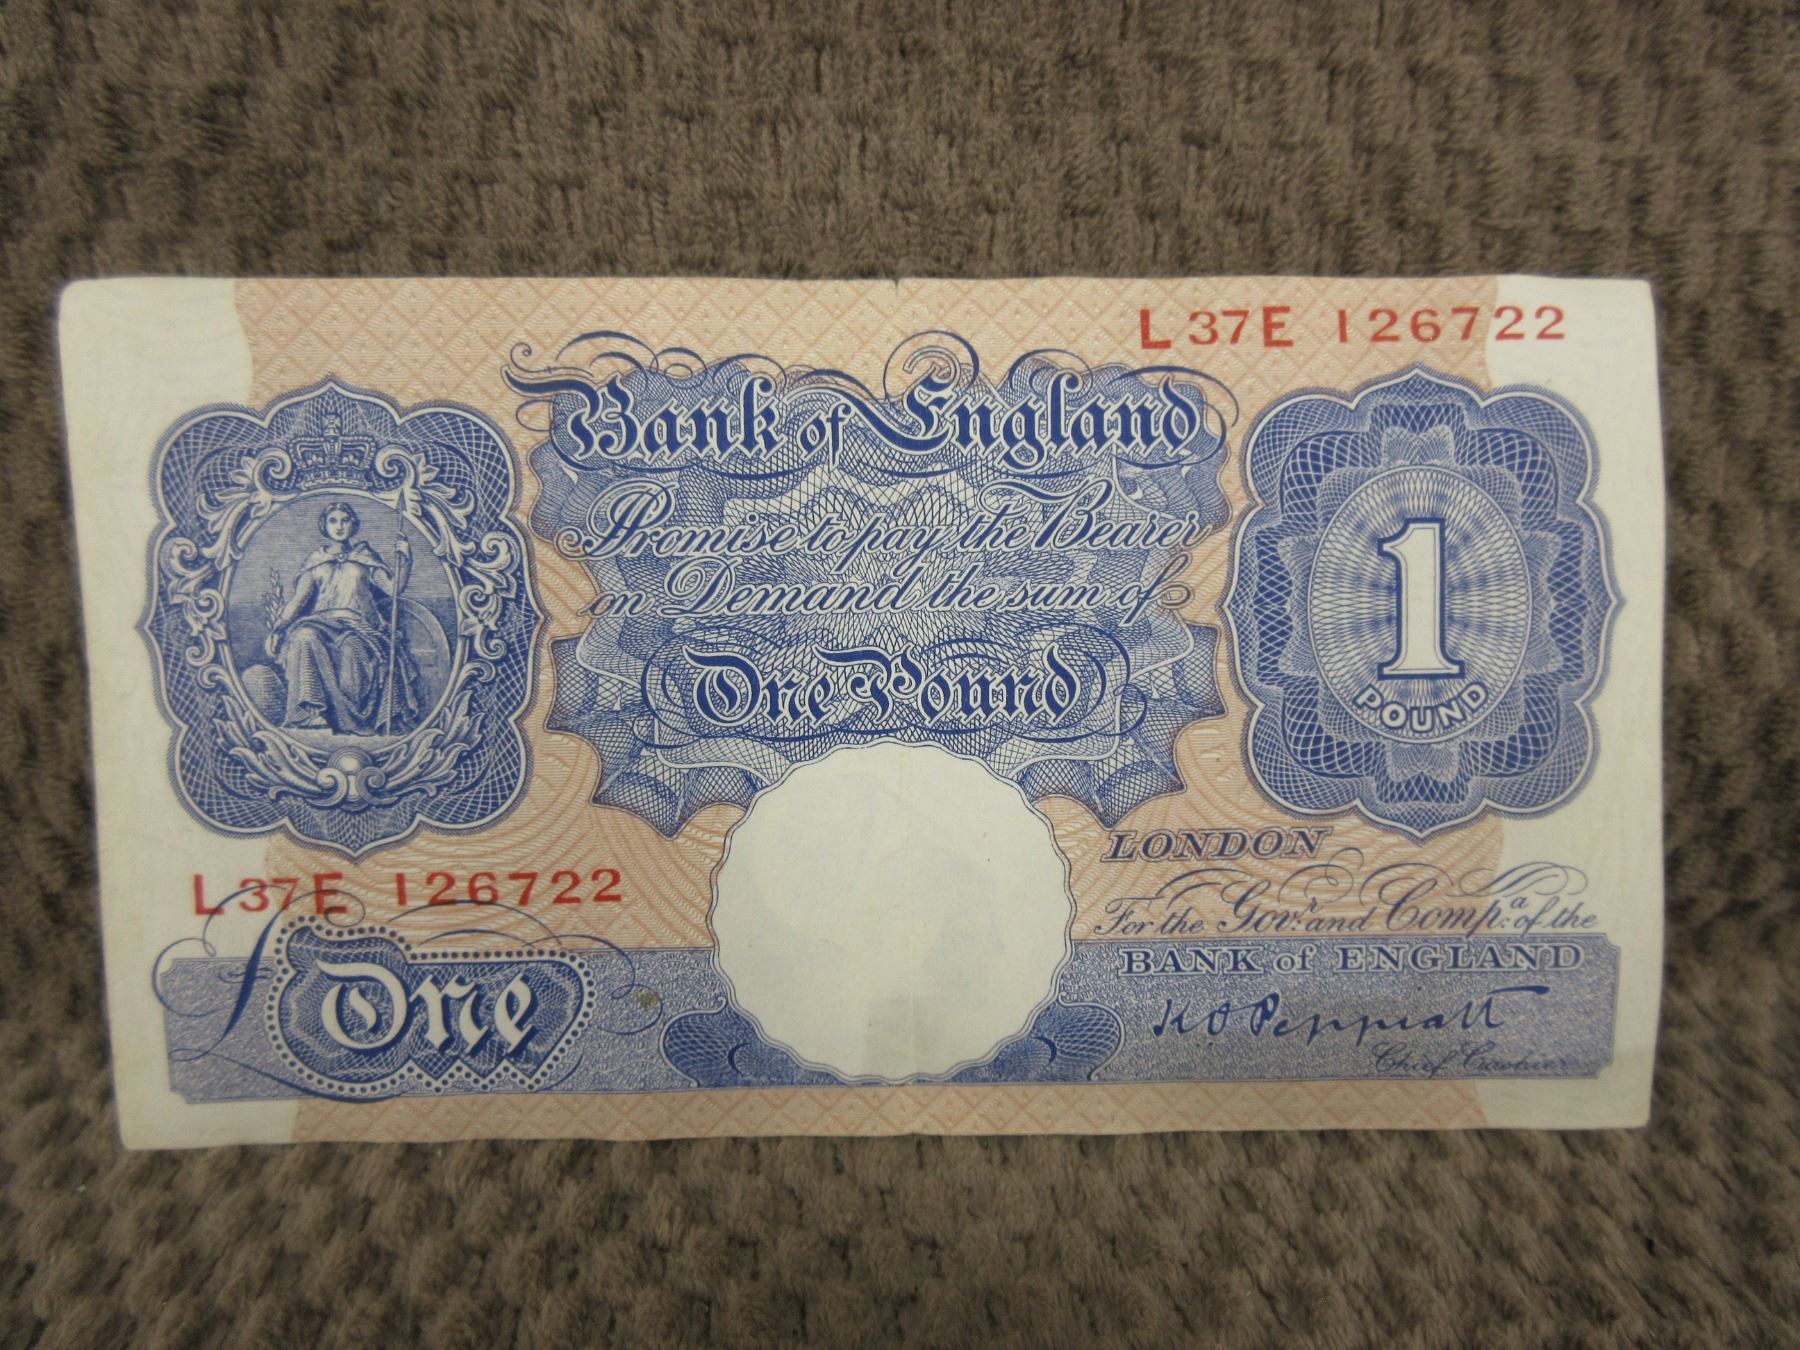 L37E 126722
Bank of England
Promise to pay the Bearer
on Demand the sum of
One Pound
1
POUND
L37E 126722
LONDON
For the Govr. and Compa. of the
BANK of ENGLAND
K O Peppiatt
Chief Cashier
£ One